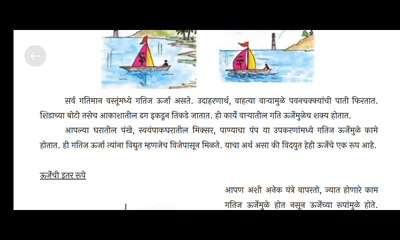 सर्व गतिमान वस्तूंमध्ये गतिज ऊर्जा असते. उदाहरणार्थ, वाहत्या वाऱ्यामुळे पवनचक्क्यांची पाती फिरतात.
शिडाच्या बोटी तसेच आकाशातील ढग इकडून तिकडे जातात. ही कार्ये वाऱ्यातील गति ऊर्जेमुळेच शक्य होतात.
आपल्या घरातील पंखे, स्वयंपाकघरातील मिक्सर, पाण्याचा पंप या उपकरणांमध्ये गतिज ऊर्जेमुळे कामे
होतात. ही गतिज ऊर्जा त्यांना विद्युत म्हणजेच विजेपासून मिळते. याचा अर्थ असा की विद्युत हेही ऊर्जेचे एक रूप आहे.
ऊर्जेची इतर रूपे
आपण अशी अनेक यंत्रे वापरतो, ज्यात होणारे काम
गतिज ऊर्जेमुळे होत नसून ऊर्जेच्या रूपांमुळे होते.